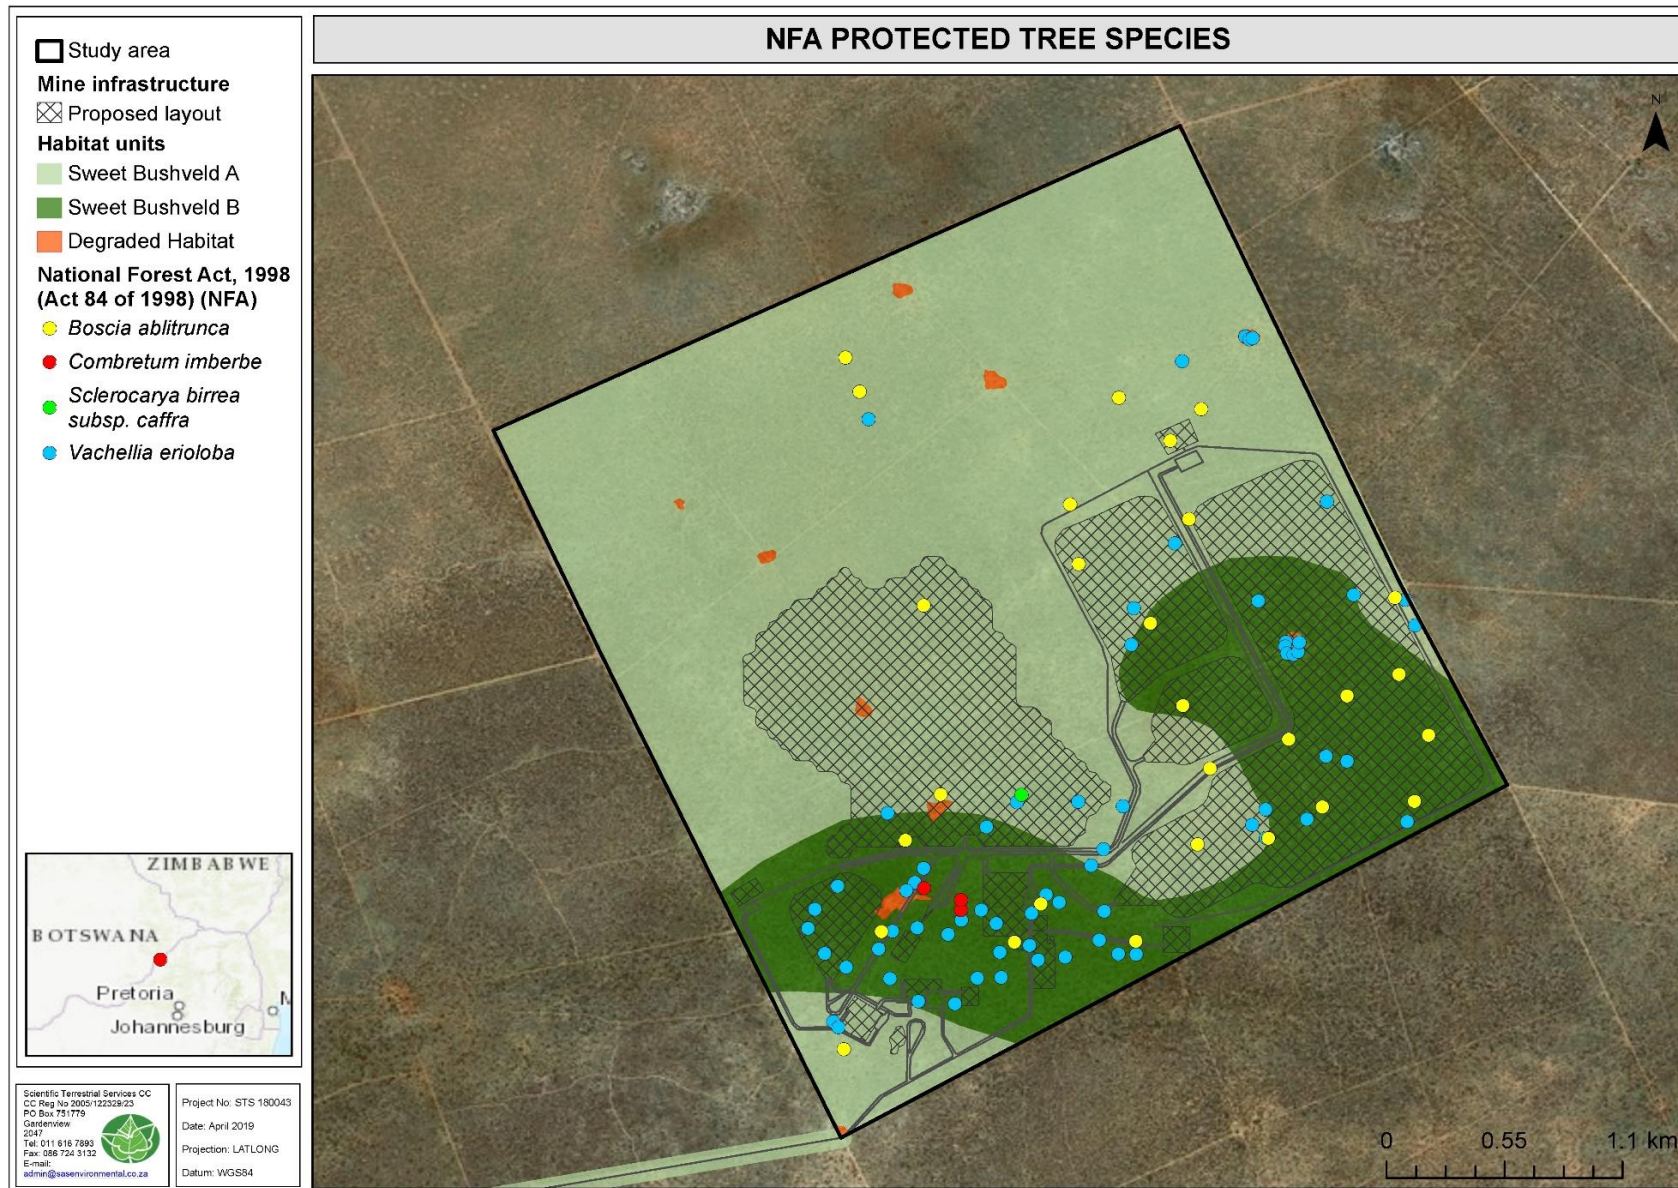 NFA PROTECTED TREE SPECIES
Study area
Mine infrastructure
Proposed layout
Habitat units
Sweet Bushveld A
Sweet Bushveld B
Degraded Habitat
National Forest Act, 1998
(Act 84 of 1998) (NFA)
Boscia ablitrunca
Combretum imberbe
Sclerocarya birrea
subsp. caffra
Vachellia erioloba
N
ZIMBABWE
BOTSWANA
Pretoria
Johannesburg
M
Scientific Terrestrial Services CC
CC Reg No 2005/122329/23
PO Box 751779
Gardenview
2047
Tel: 011 616 7893
Fax: 086 724 3132
E-mail:
admin@sasenvironmental.co.za
Project No: STS 180043
Date: April 2019
Projection: LATLONG
Datum: WGS84
0 0.55 1.1 km